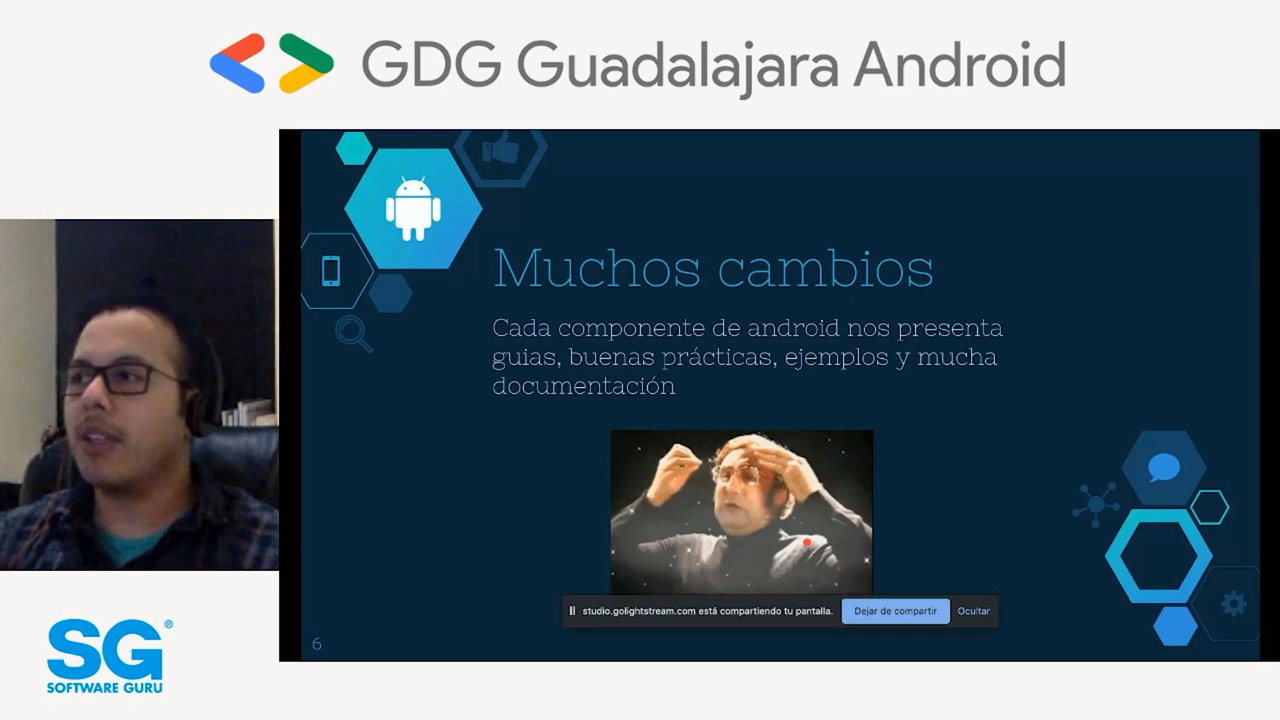 GDG Guadalajara Android
Muchos cambios
Cada componente de android nos presenta
guias, buenas prácticas, ejemplos y mucha
documentación
studio.golightstream.com está compartiendo tu pantalla.
Dejar de compartir
Ocultar
6
SG®
SOFTWARE GURU